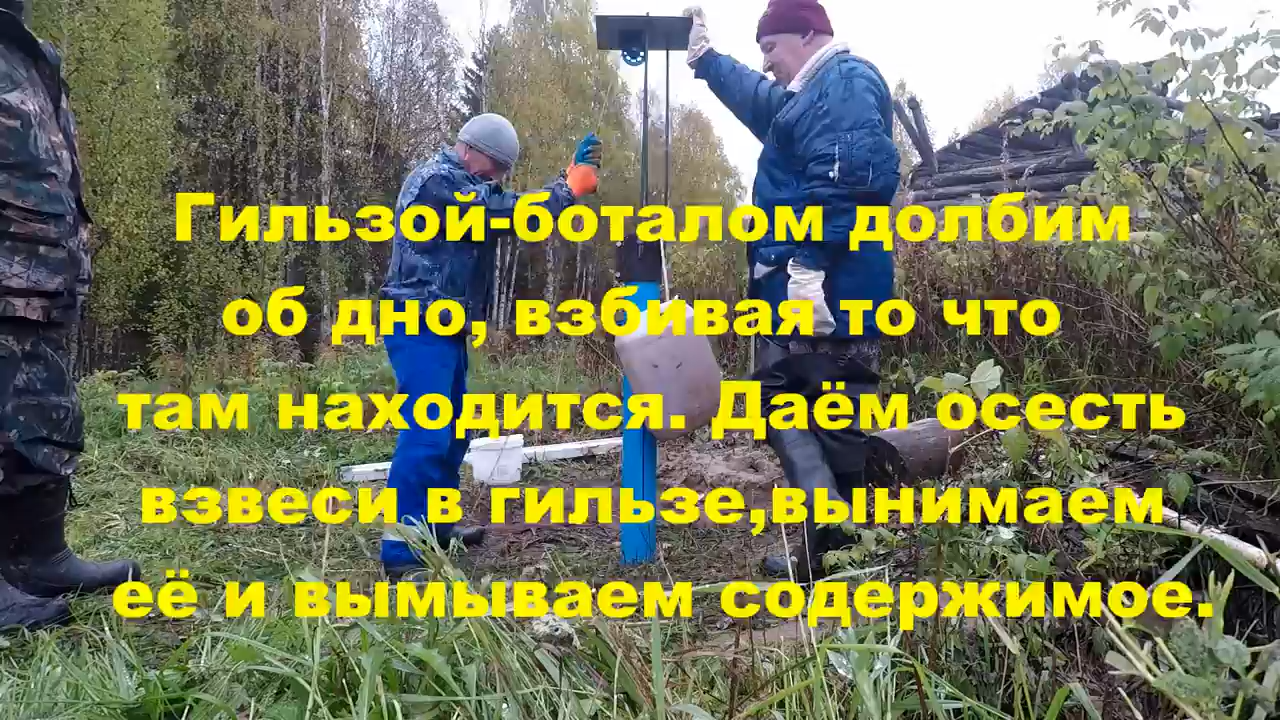 Гильзой-боталом долбим
об дно, взбивая то что
там находится. Даём осесть
взвеси в гильзе,вынимаем
её и вымываем содержимое.